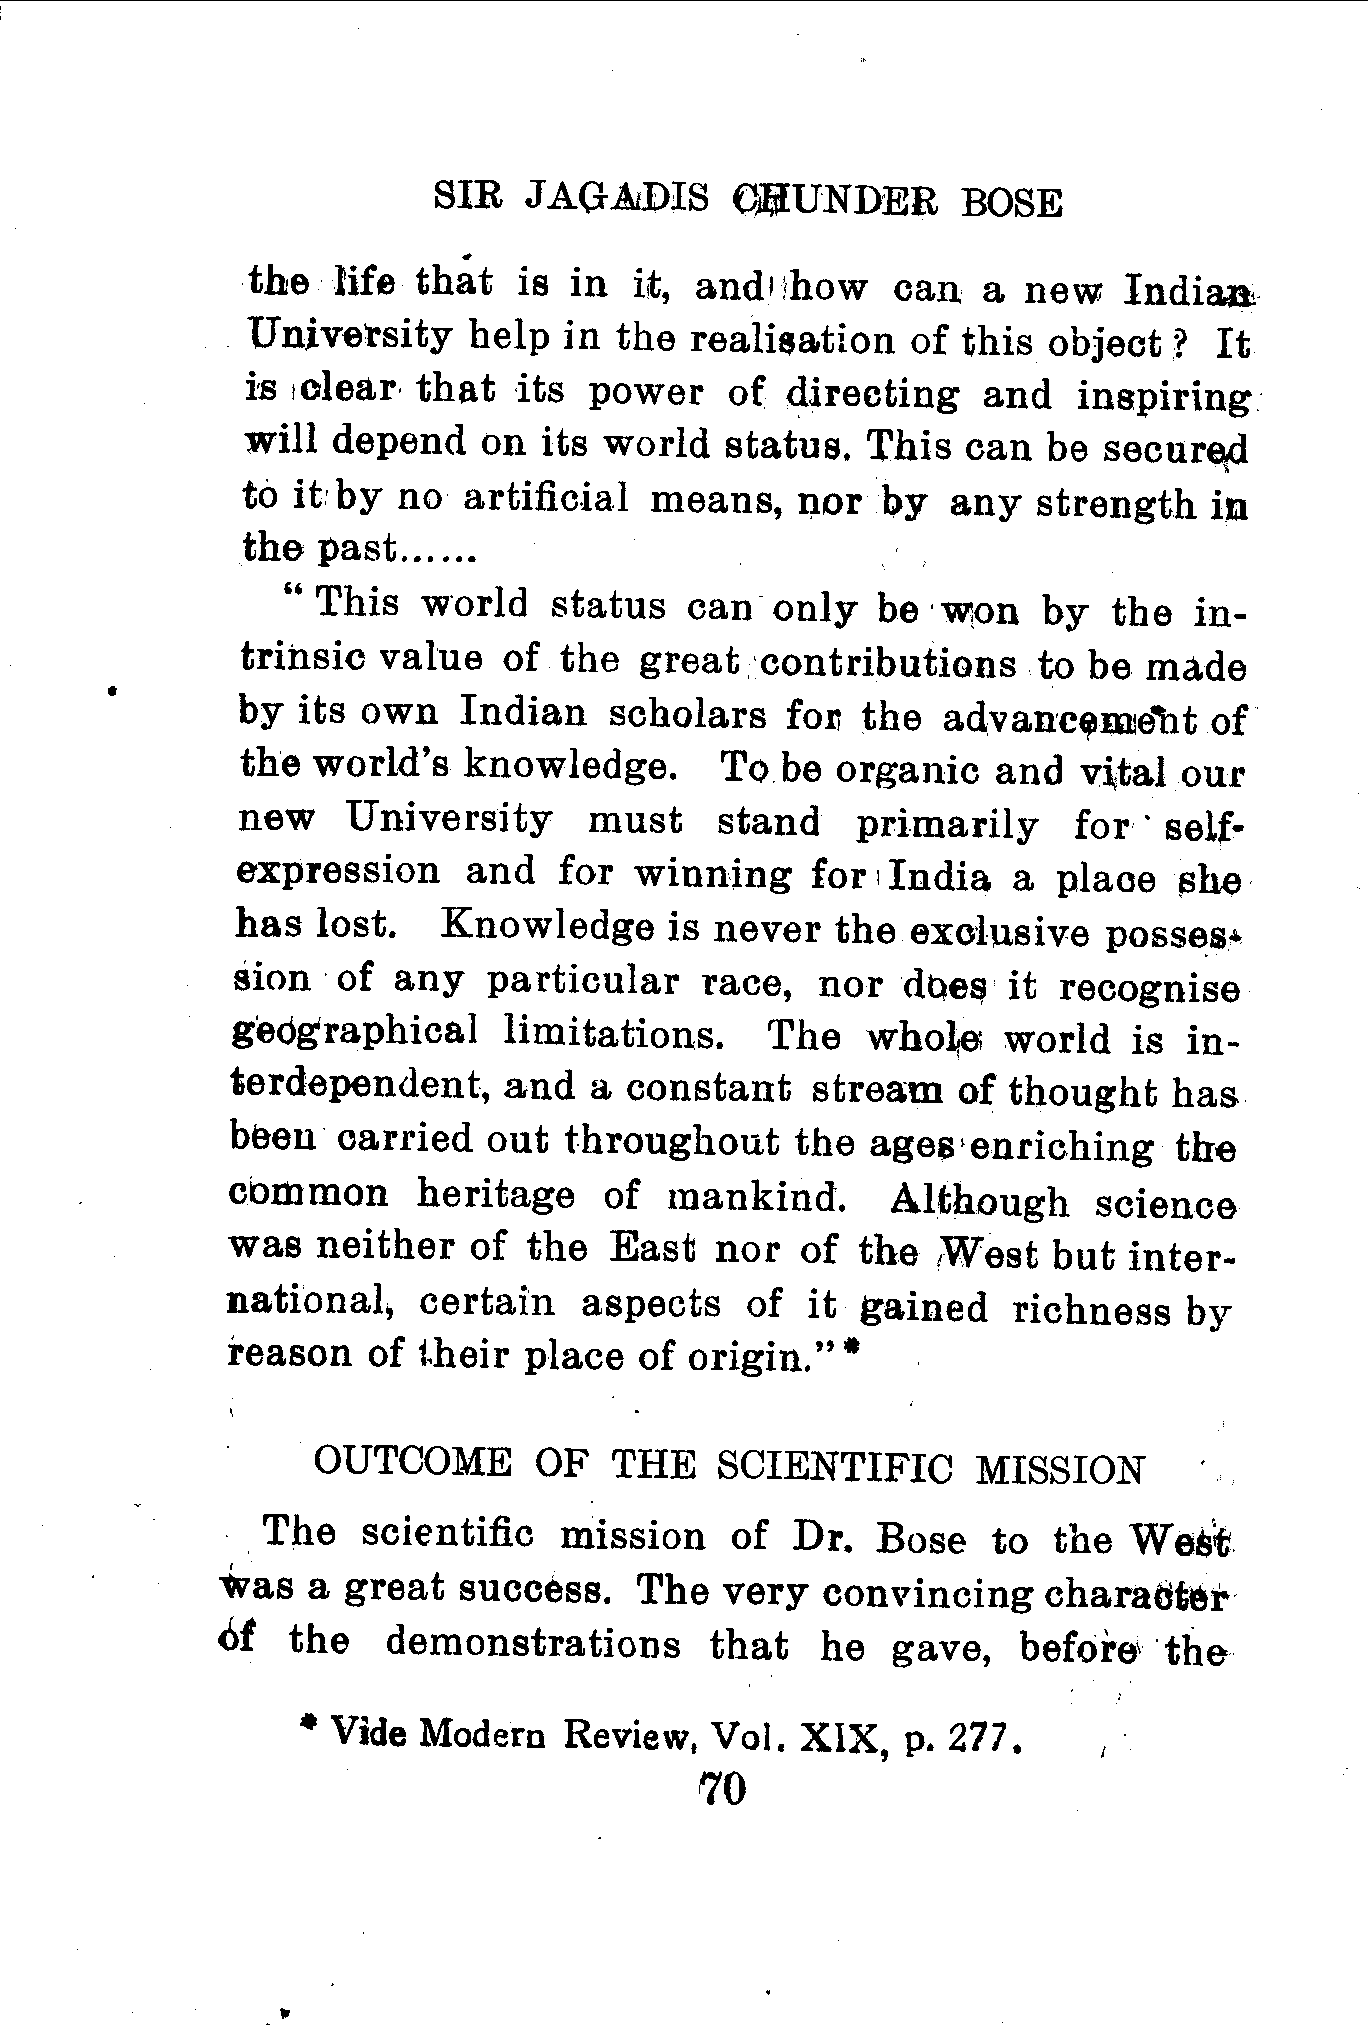 SIR JAGADIS CHUNDER BOSE
the life that is in it, and how can a new Indian
University help in the realisation of this object ? It
is clear that its power of directing and inspiring
will depend on its world status. This can be secured
to it by no artificial means, nor by any strength in
the past......
“ This world status can only be won by the in-
trinsic value of the great contributions to be made
by its own Indian scholars for the advancement of
the world's knowledge. To be organic and vital our
new University must stand primarily for self-
expression and for winning for India a place she
has lost. Knowledge is never the exclusive posses-
sion of any particular race, nor does it recognise
geographical limitations. The whole world is in-
terdependent, and a constant stream of thought has
been carried out throughout the ages enriching the
common heritage of mankind. Although science
was neither of the East nor of the West but inter-
national, certain aspects of it gained richness by
reason of their place of origin.” *
OUTCOME OF THE SCIENTIFIC MISSION
The scientific mission of Dr. Bose to the West
was a great success. The very convincing character
of the demonstrations that he gave, before the
* Vide Modern Review, Vol. XIX, p. 277.
70